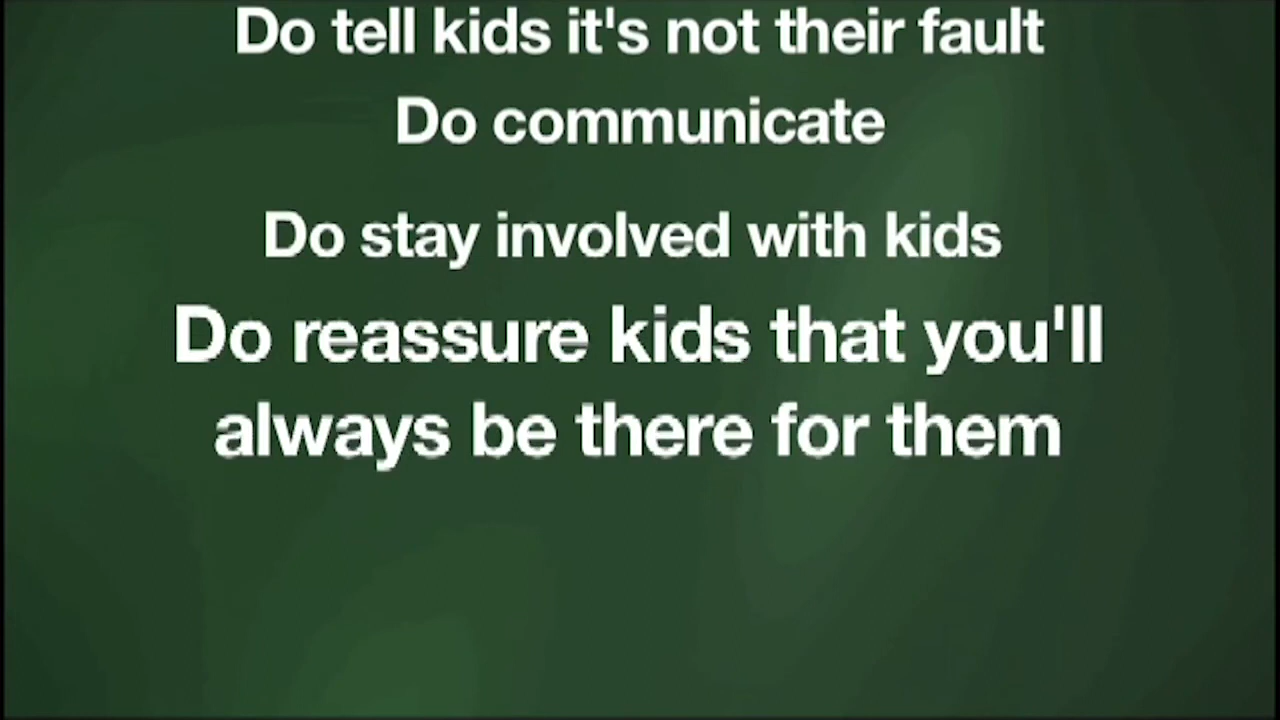 Do tell kids it's not their fault
Do communicate
Do stay involved with kids
Do reassure kids that you'll
always be there for them